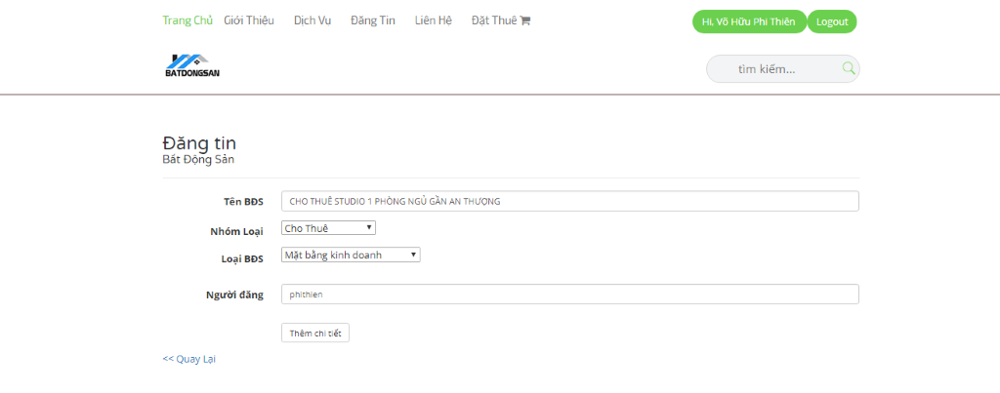 Trang Chủ Giới Thiệu Dịch Vụ Đăng Tin Liên Hệ Đặt Thuê Hi, Võ Hữu Phi Thiên Logout
BATDONGSAN tìm kiếm...
Đăng tin
Bất Động Sản
Tên BĐS CHO THUÊ STUDIO 1 PHÒNG NGỦ GẦN AN THƯỢNG
Nhóm Loại Cho Thuê
Loại BĐS Mặt bằng kinh doanh
Người đăng phithien
Thêm chi tiết
<< Quay Lại